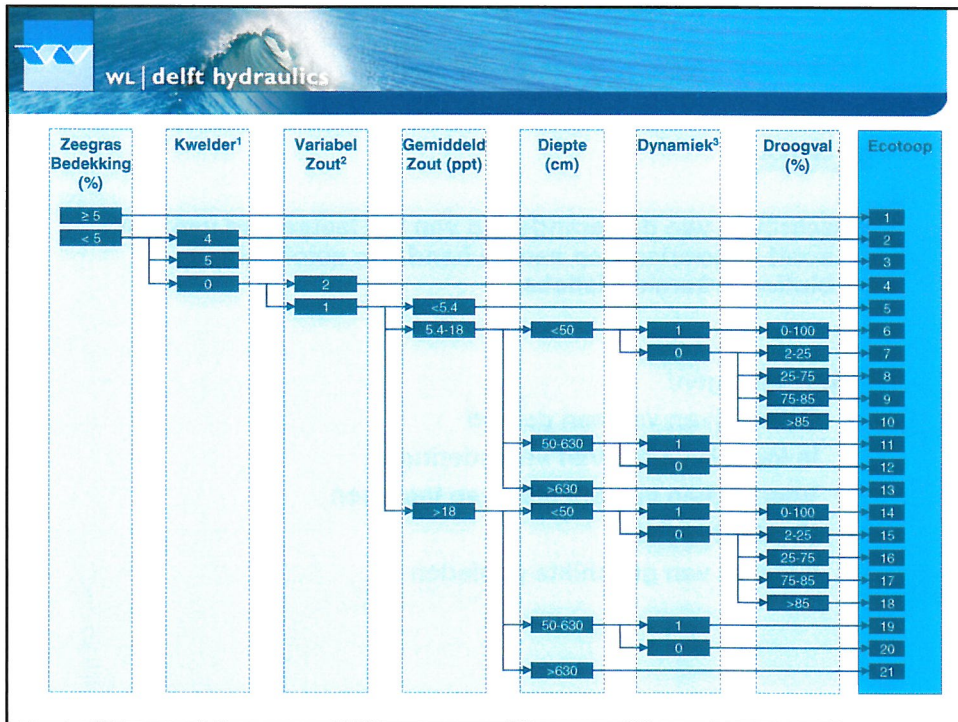 WL | delft hydraulics
Zeegras Bedekking (%)
Kwelder¹
Variabel Zout²
Gemiddeld Zout (ppt)
Diepte (cm)
Dynamiek³
Droogval (%)
Ecotoop
≥ 5 1
< 5 4 2
5 3
0 2 4
1 <5.4 5
5.4-18 <50 1 0-100 6
0 2-25 7
25-75 8
75-85 9
>85 10
50-630 1 11
0 12
>630 13
>18 <50 1 0-100 14
0 2-25 15
25-75 16
75-85 17
>85 18
50-630 1 19
0 20
>630 21